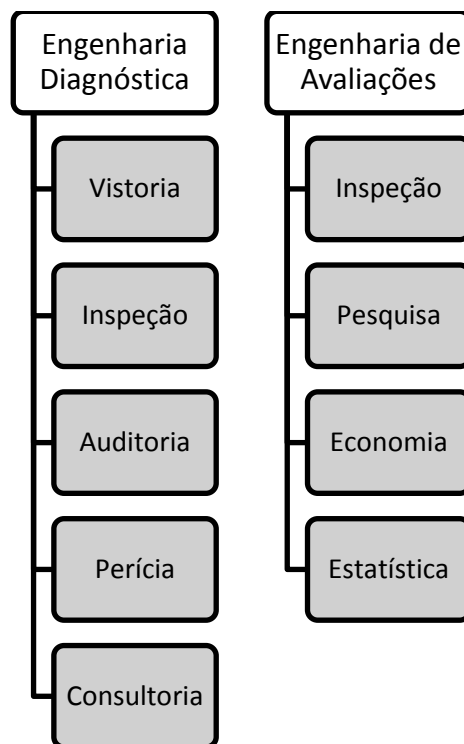 Engenharia
Diagnóstica
Vistoria
Inspeção
Auditoria
Perícia
Consultoria
Engenharia de
Avaliações
Inspeção
Pesquisa
Economia
Estatística